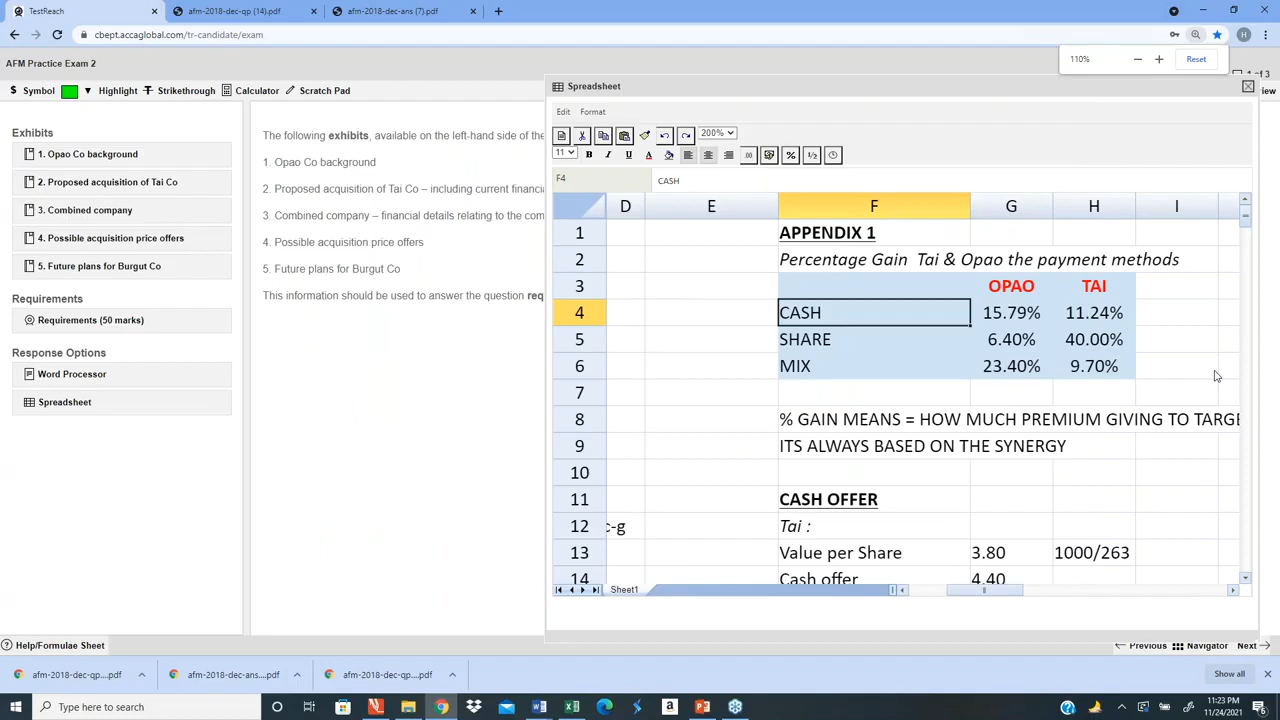 TestReach
afm-2018-dec-qp (14).pdf
afm-2018-dec-ans (7).pdf
cbept.accaglobal.com/tr-candidate/exam
H
110%
Reset
AFM Practice Exam 2
1 of 3
Symbol Highlight Strikethrough Calculator Scratch Pad
view
Exhibits
1. Opao Co background
2. Proposed acquisition of Tai Co
3. Combined company
4. Possible acquisition price offers
5. Future plans for Burgut Co
Requirements
Requirements (50 marks)
Response Options
Word Processor
Spreadsheet
The following exhibits, available on the left-hand side of the
1. Opao Co background
2. Proposed acquisition of Tai Co – including current financi
3. Combined company – financial details relating to the com
4. Possible acquisition price offers
5. Future plans for Burgut Co
This information should be used to answer the question req
Spreadsheet
Edit Format
200%
11 B I U A .00 % 1/2
F4 CASH
D E F G H I
1 APPENDIX 1
2 Percentage Gain Tai & Opao the payment methods
3 OPAO TAI
4 CASH 15.79% 11.24%
5 SHARE 6.40% 40.00%
6 MIX 23.40% 9.70%
7
8 % GAIN MEANS = HOW MUCH PREMIUM GIVING TO TARGE
9 ITS ALWAYS BASED ON THE SYNERGY
10
11 CASH OFFER
12 c-g Tai :
13 Value per Share 3.80 1000/263
14 Cash offer 4.40
Sheet1
Help/Formulae Sheet
Previous Navigator Next
afm-2018-dec-qp....pdf
afm-2018-dec-ans....pdf
afm-2018-dec-qp....pdf
Show all
Type here to search
11:23 PM
11/24/2021
6